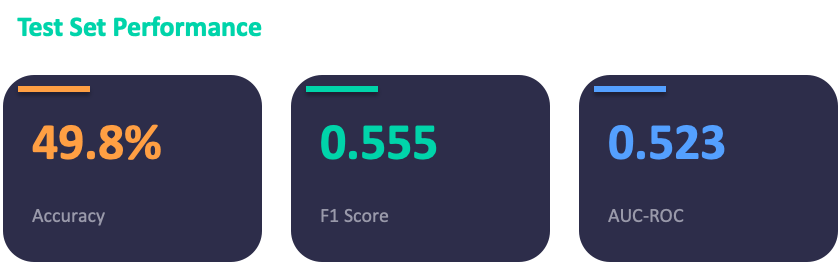 Test Set Performance
49.8%
Accuracy
0.555
F1 Score
0.523
AUC-ROC